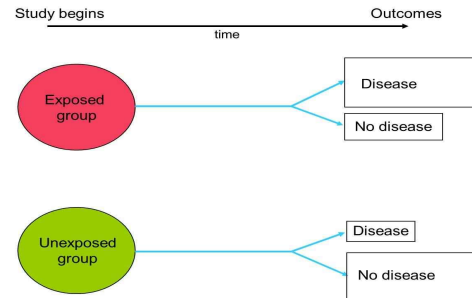 Study begins
Outcomes
time
Exposed
group
Disease
No disease
Unexposed
group
Disease
No disease